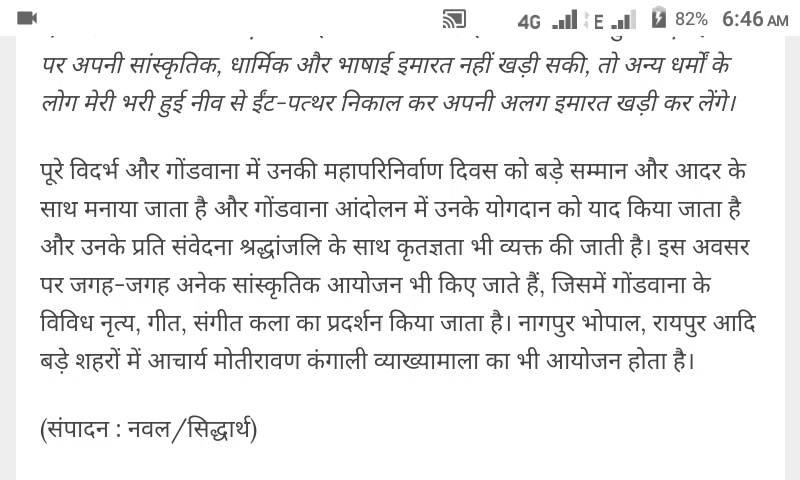 4G E 82% 6:46 AM
पर अपनी सांस्कृतिक, धार्मिक और भाषाई इमारत नहीं खड़ी सकी, तो अन्य धर्मों के
लोग मेरी भरी हुई नीव से ईंट-पत्थर निकाल कर अपनी अलग इमारत खड़ी कर लेंगे।
पूरे विदर्भ और गोंडवाना में उनकी महापरिनिर्वाण दिवस को बड़े सम्मान और आदर के
साथ मनाया जाता है और गोंडवाना आंदोलन में उनके योगदान को याद किया जाता है
और उनके प्रति संवेदना श्रद्धांजलि के साथ कृतज्ञता भी व्यक्त की जाती है। इस अवसर
पर जगह-जगह अनेक सांस्कृतिक आयोजन भी किए जाते हैं, जिसमें गोंडवाना के
विविध नृत्य, गीत, संगीत कला का प्रदर्शन किया जाता है। नागपुर भोपाल, रायपुर आदि
बड़े शहरों में आचार्य मोतीरावण कंगाली व्याख्यामाला का भी आयोजन होता है।
(संपादन : नवल/सिद्धार्थ)